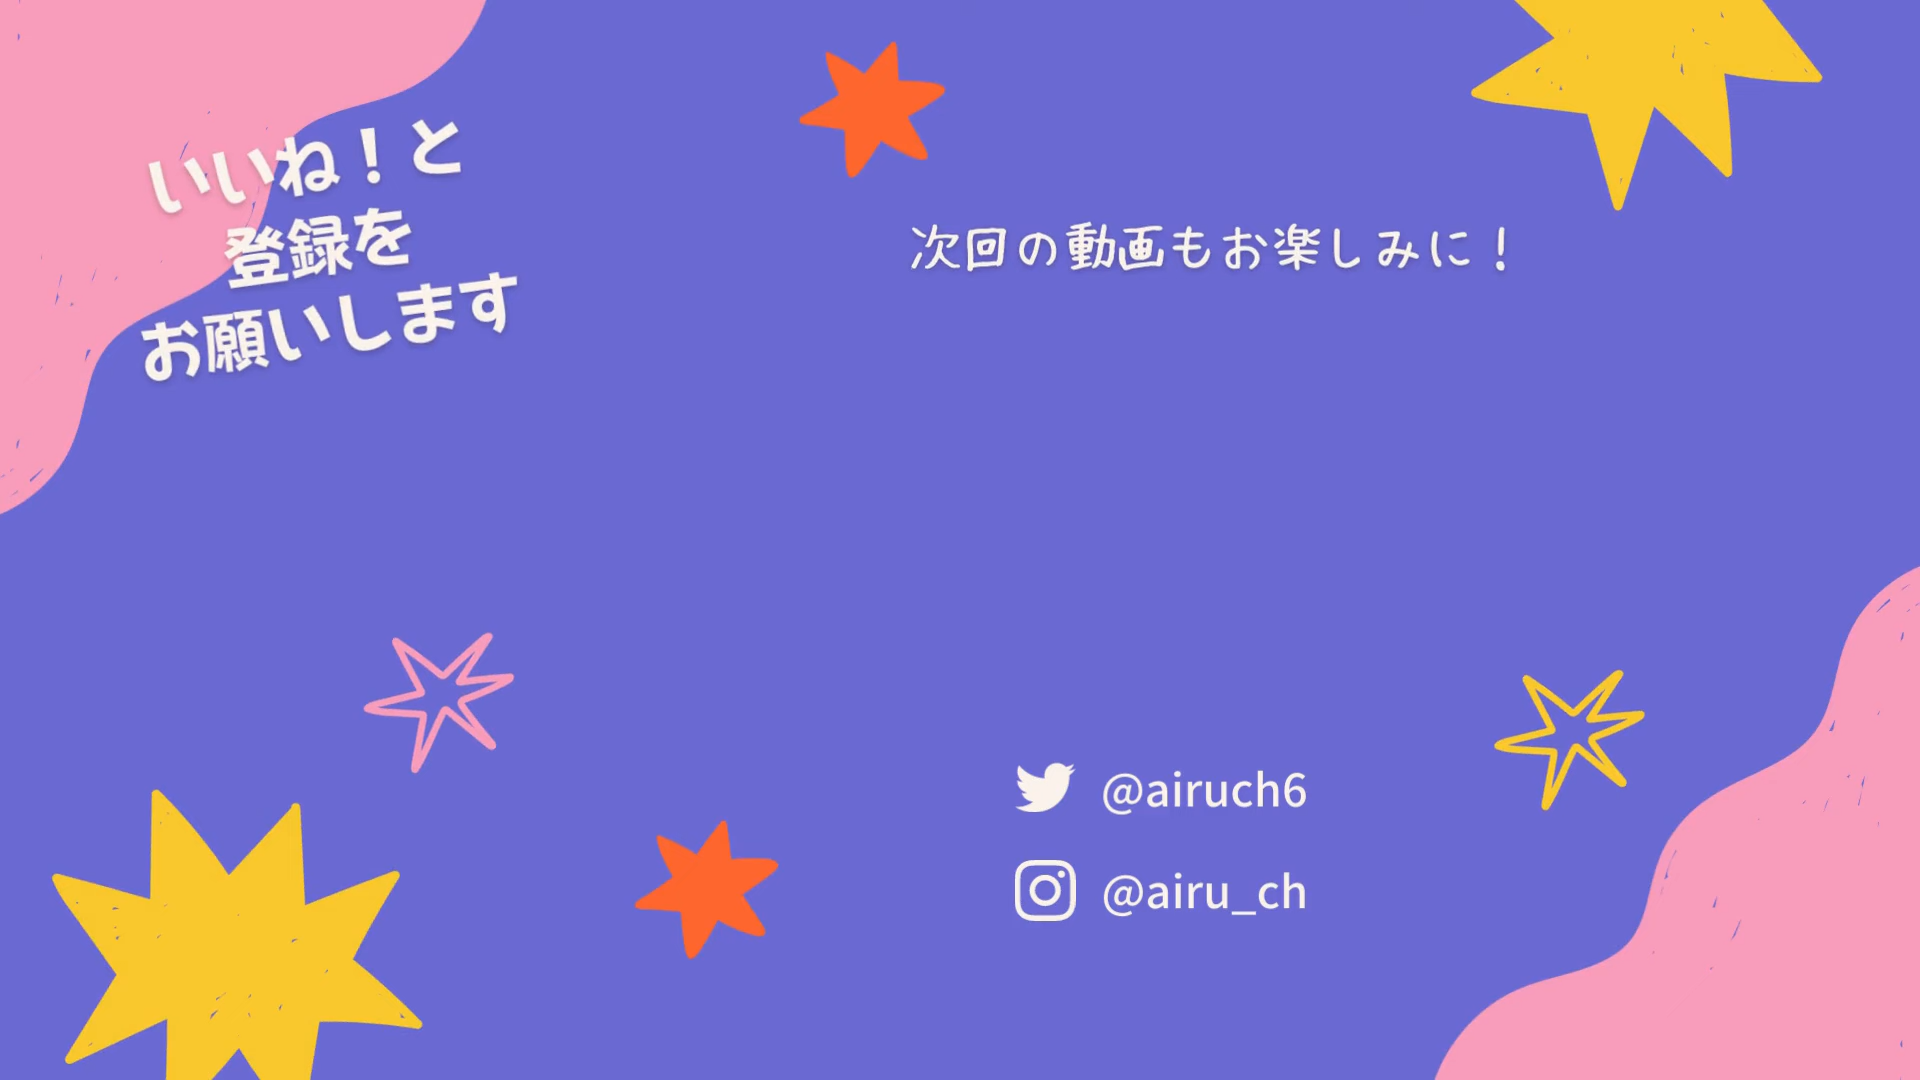 いいね！と
登録を
お願いします
次回の動画もお楽しみに！
@airuch6
@airu_ch